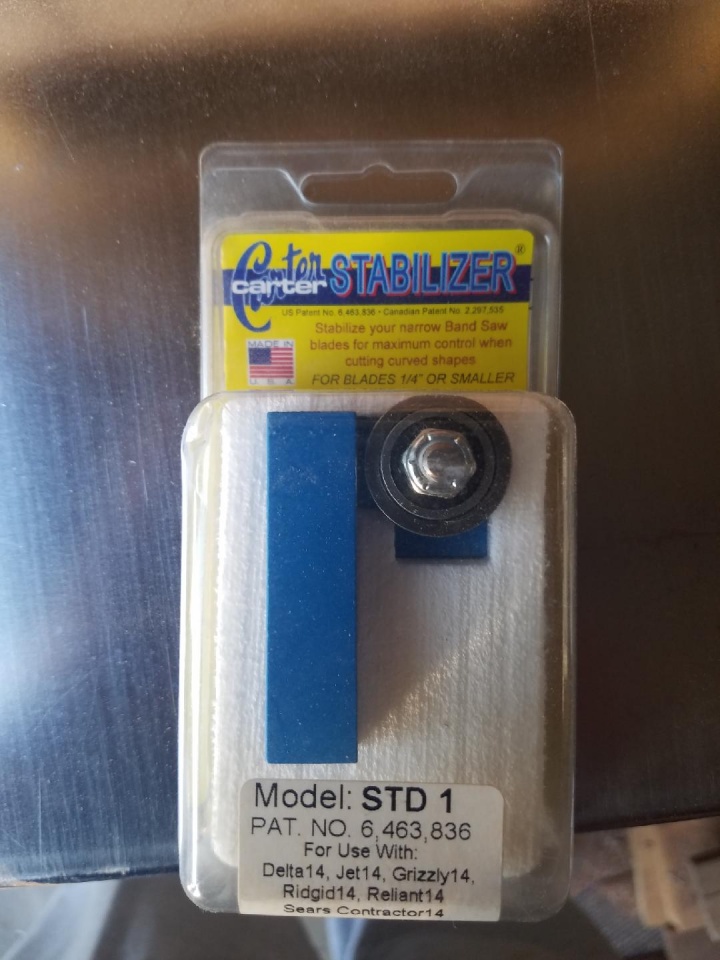 Carter
carter STABILIZER®
US Patent No. 6,463,836 • Canadian Patent No. 2,297,535
Stabilize your narrow Band Saw
blades for maximum control when
cutting curved shapes
MADE IN
U.S.A.
FOR BLADES 1/4" OR SMALLER
Model: STD 1
PAT. NO. 6,463,836
For Use With:
Delta14, Jet14, Grizzly14,
Ridgid14, Reliant14
Sears Contractor14